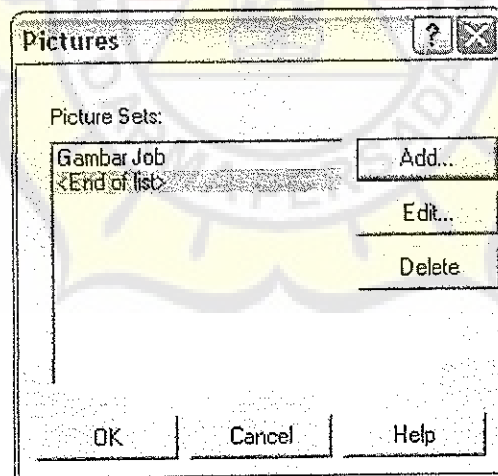 Pictures
Picture Sets:
Gambar Job
<End of list>
Add...
Edit...
Delete
OK
Cancel
Help